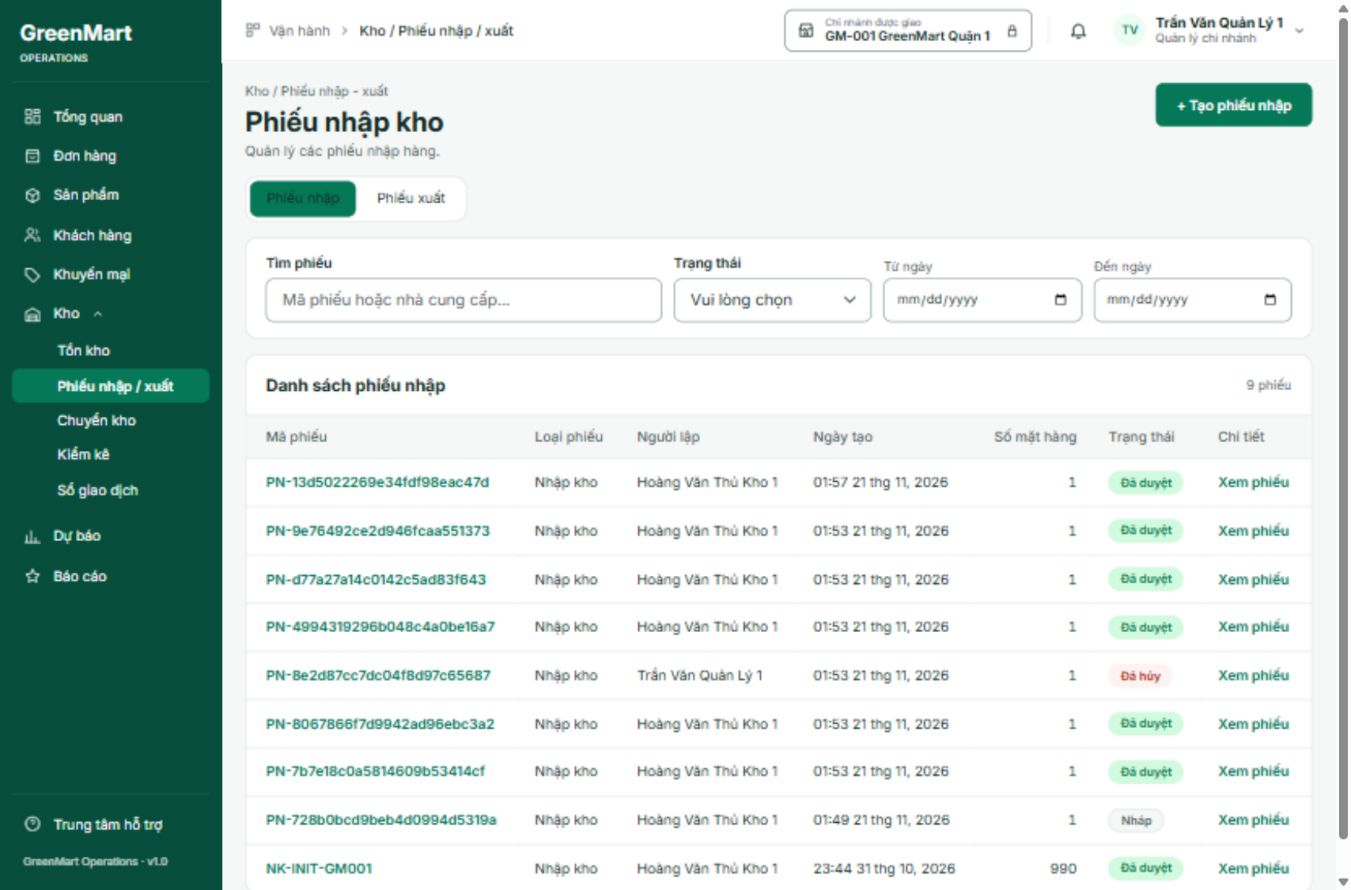 GreenMart
OPERATIONS
Tổng quan
Đơn hàng
Sản phẩm
Khách hàng
Khuyến mại
Kho
Tồn kho
Phiếu nhập / xuất
Chuyển kho
Kiểm kê
Sổ giao dịch
Dự báo
Báo cáo
Trung tâm hỗ trợ
GreenMart Operations - v1.0
Vận hành > Kho / Phiếu nhập / xuất
Chi nhánh được giao
GM-001 GreenMart Quận 1
TV
Trần Văn Quản Lý 1
Quản lý chi nhánh
Kho / Phiếu nhập - xuất
Phiếu nhập kho
Quản lý các phiếu nhập hàng.
+ Tạo phiếu nhập
Phiếu nhập Phiếu xuất
Tìm phiếu Trạng thái Từ ngày Đến ngày
Mã phiếu hoặc nhà cung cấp... Vui lòng chọn mm/dd/yyyy mm/dd/yyyy
Danh sách phiếu nhập 9 phiếu
Mã phiếu Loại phiếu Người lập Ngày tạo Số mặt hàng Trạng thái Chi tiết
PN-13d5022269e34fdf98eac47d Nhập kho Hoàng Văn Thủ Kho 1 01:57 21 thg 11, 2026 1 Đã duyệt Xem phiếu
PN-9e76492ce2d946fcaa551373 Nhập kho Hoàng Văn Thủ Kho 1 01:53 21 thg 11, 2026 1 Đã duyệt Xem phiếu
PN-d77a27a14c0142c5ad83f643 Nhập kho Hoàng Văn Thủ Kho 1 01:53 21 thg 11, 2026 1 Đã duyệt Xem phiếu
PN-4994319296b048c4a0be16a7 Nhập kho Hoàng Văn Thủ Kho 1 01:53 21 thg 11, 2026 1 Đã duyệt Xem phiếu
PN-8e2d87cc7dc04f8d97c65687 Nhập kho Trần Văn Quản Lý 1 01:53 21 thg 11, 2026 1 Đã hủy Xem phiếu
PN-8067866f7d9942ad96ebc3a2 Nhập kho Hoàng Văn Thủ Kho 1 01:53 21 thg 11, 2026 1 Đã duyệt Xem phiếu
PN-7b7e18c0a5814609b53414cf Nhập kho Hoàng Văn Thủ Kho 1 01:53 21 thg 11, 2026 1 Đã duyệt Xem phiếu
PN-728b0bcd9beb4d0994d5319a Nhập kho Hoàng Văn Thủ Kho 1 01:49 21 thg 11, 2026 1 Nháp Xem phiếu
NK-INIT-GM001 Nhập kho Hoàng Văn Thủ Kho 1 23:44 31 thg 10, 2026 990 Đã duyệt Xem phiếu